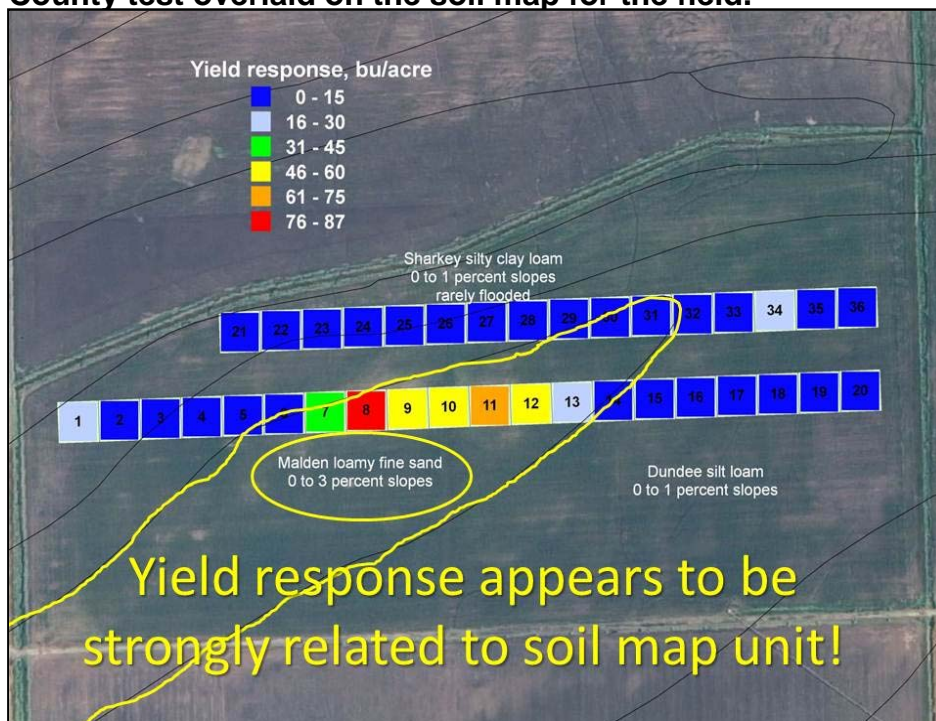 County test overlaid on the soil map for the field.
Yield response, bu/acre
0 - 15
16 - 30
31 - 45
46 - 60
61 - 75
76 - 87
Sharkey silty clay loam
0 to 1 percent slopes
rarely flooded
21 22 23 24 25 26 27 28 29 30 31 32 33 34 35 36
1 2 3 4 5 6 7 8 9 10 11 12 13 14 15 16 17 18 19 20
Malden loamy fine sand
0 to 3 percent slopes
Dundee silt loam
0 to 1 percent slopes
Yield response appears to be
strongly related to soil map unit!